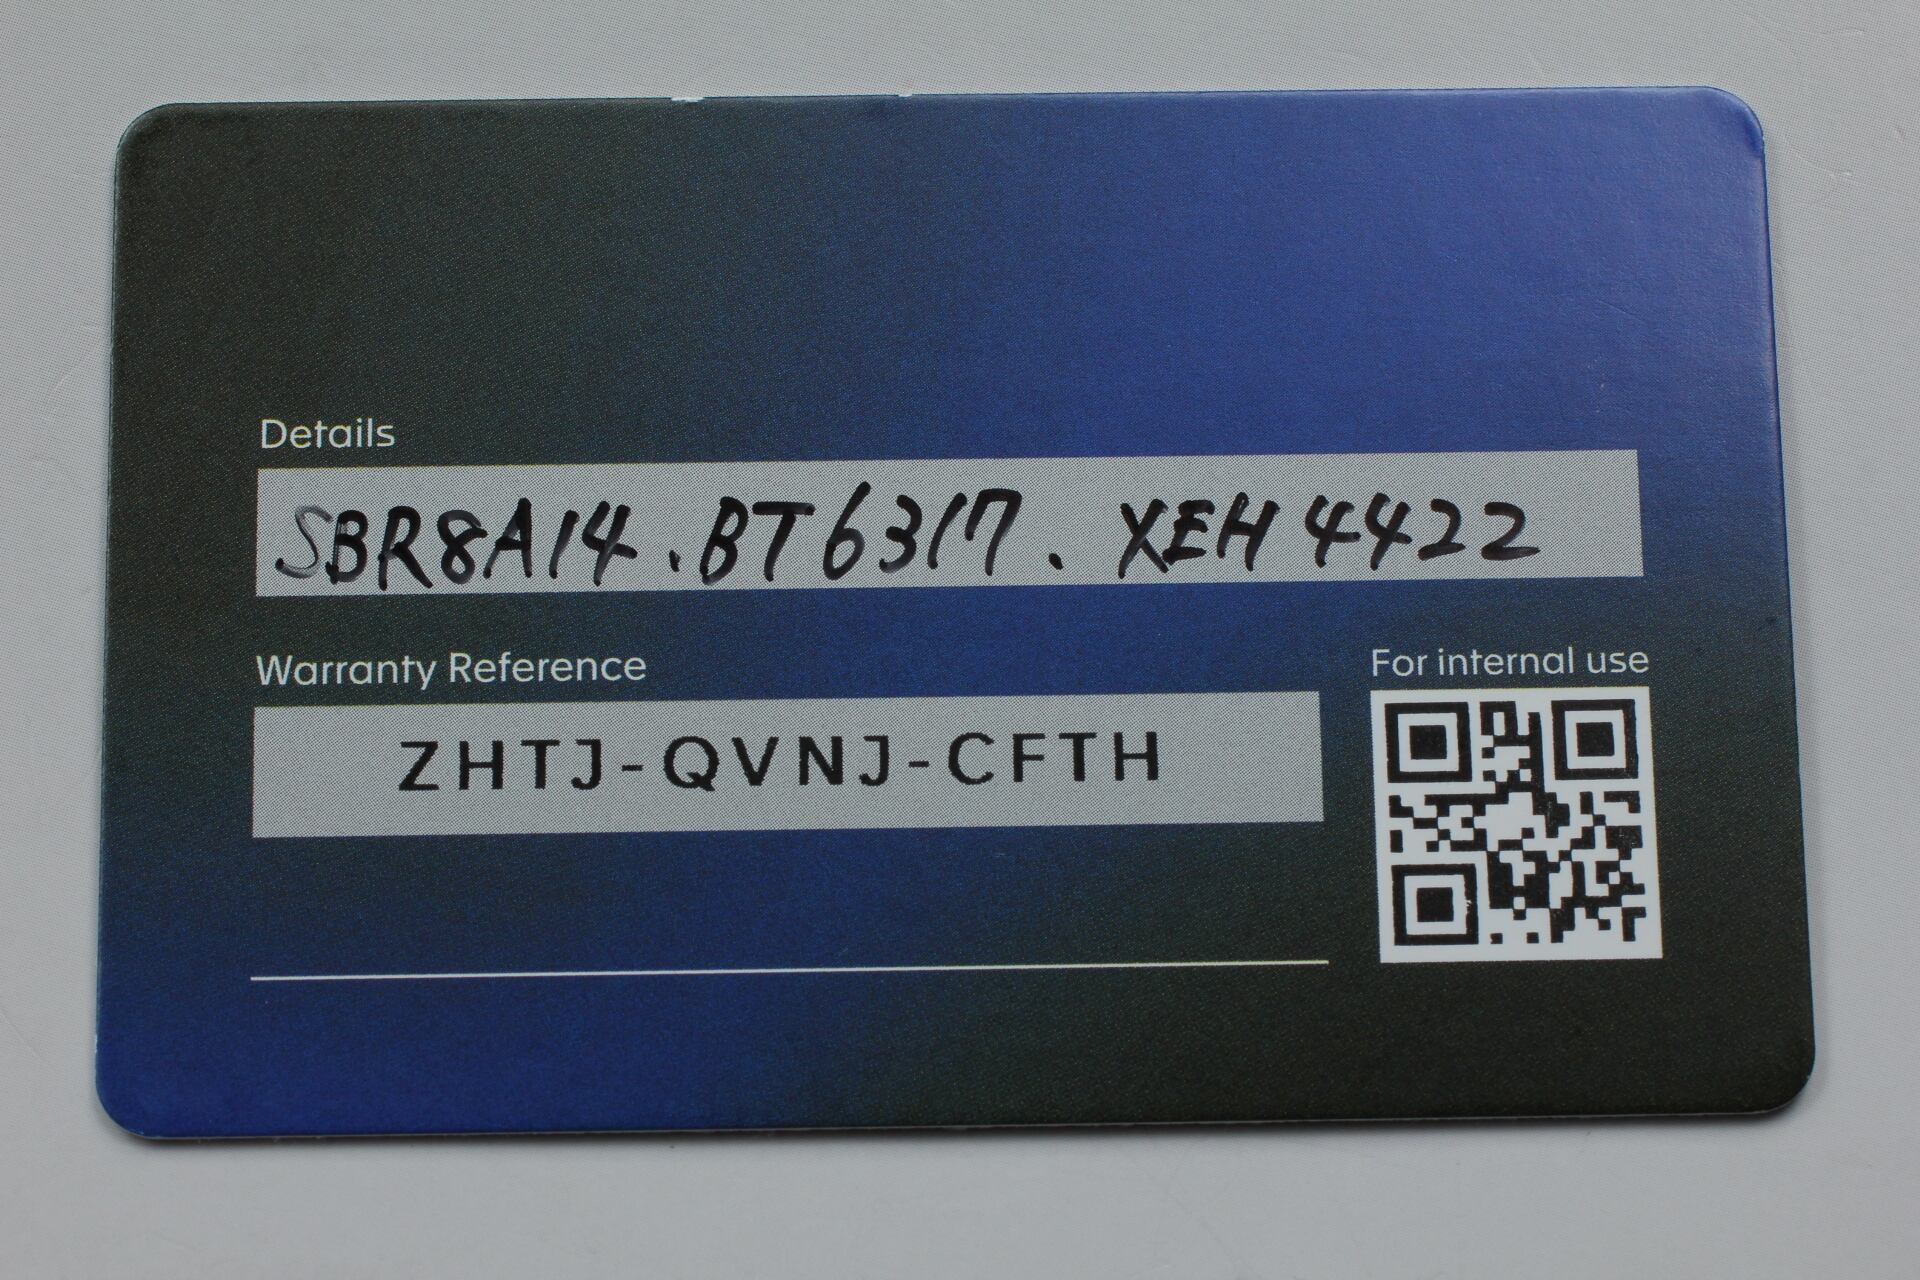 Details
SBR8A14.BT6317. XEH4422
Warranty Reference
For internal use
ZHTJ-QVNJ-CFTH